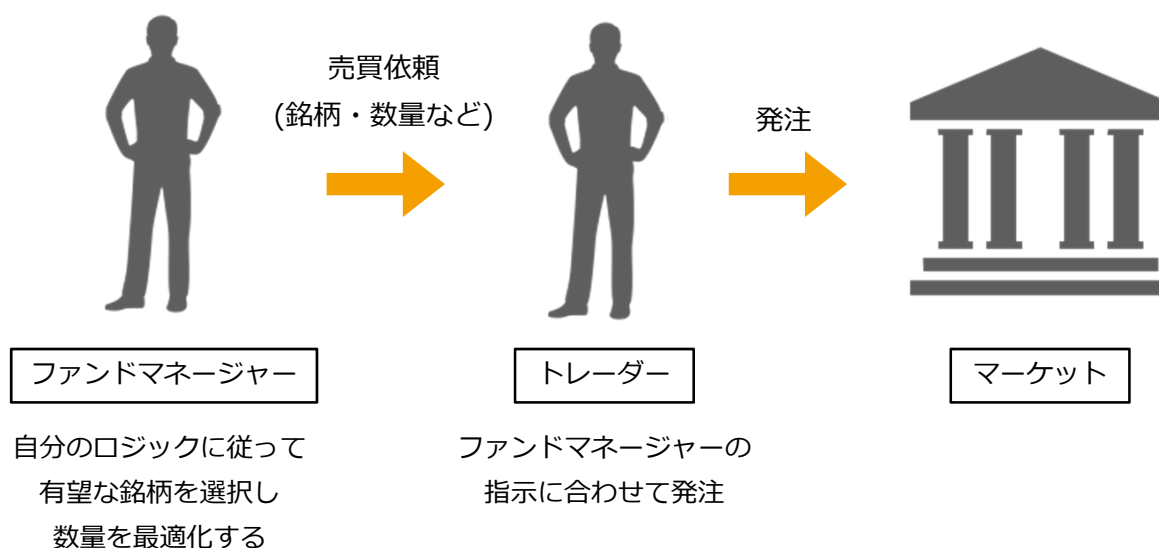 売買依頼
(銘柄・数量など)
発注
ファンドマネージャー
トレーダー
マーケット
自分のロジックに従って
有望な銘柄を選択し
数量を最適化する
ファンドマネージャーの
指示に合わせて発注